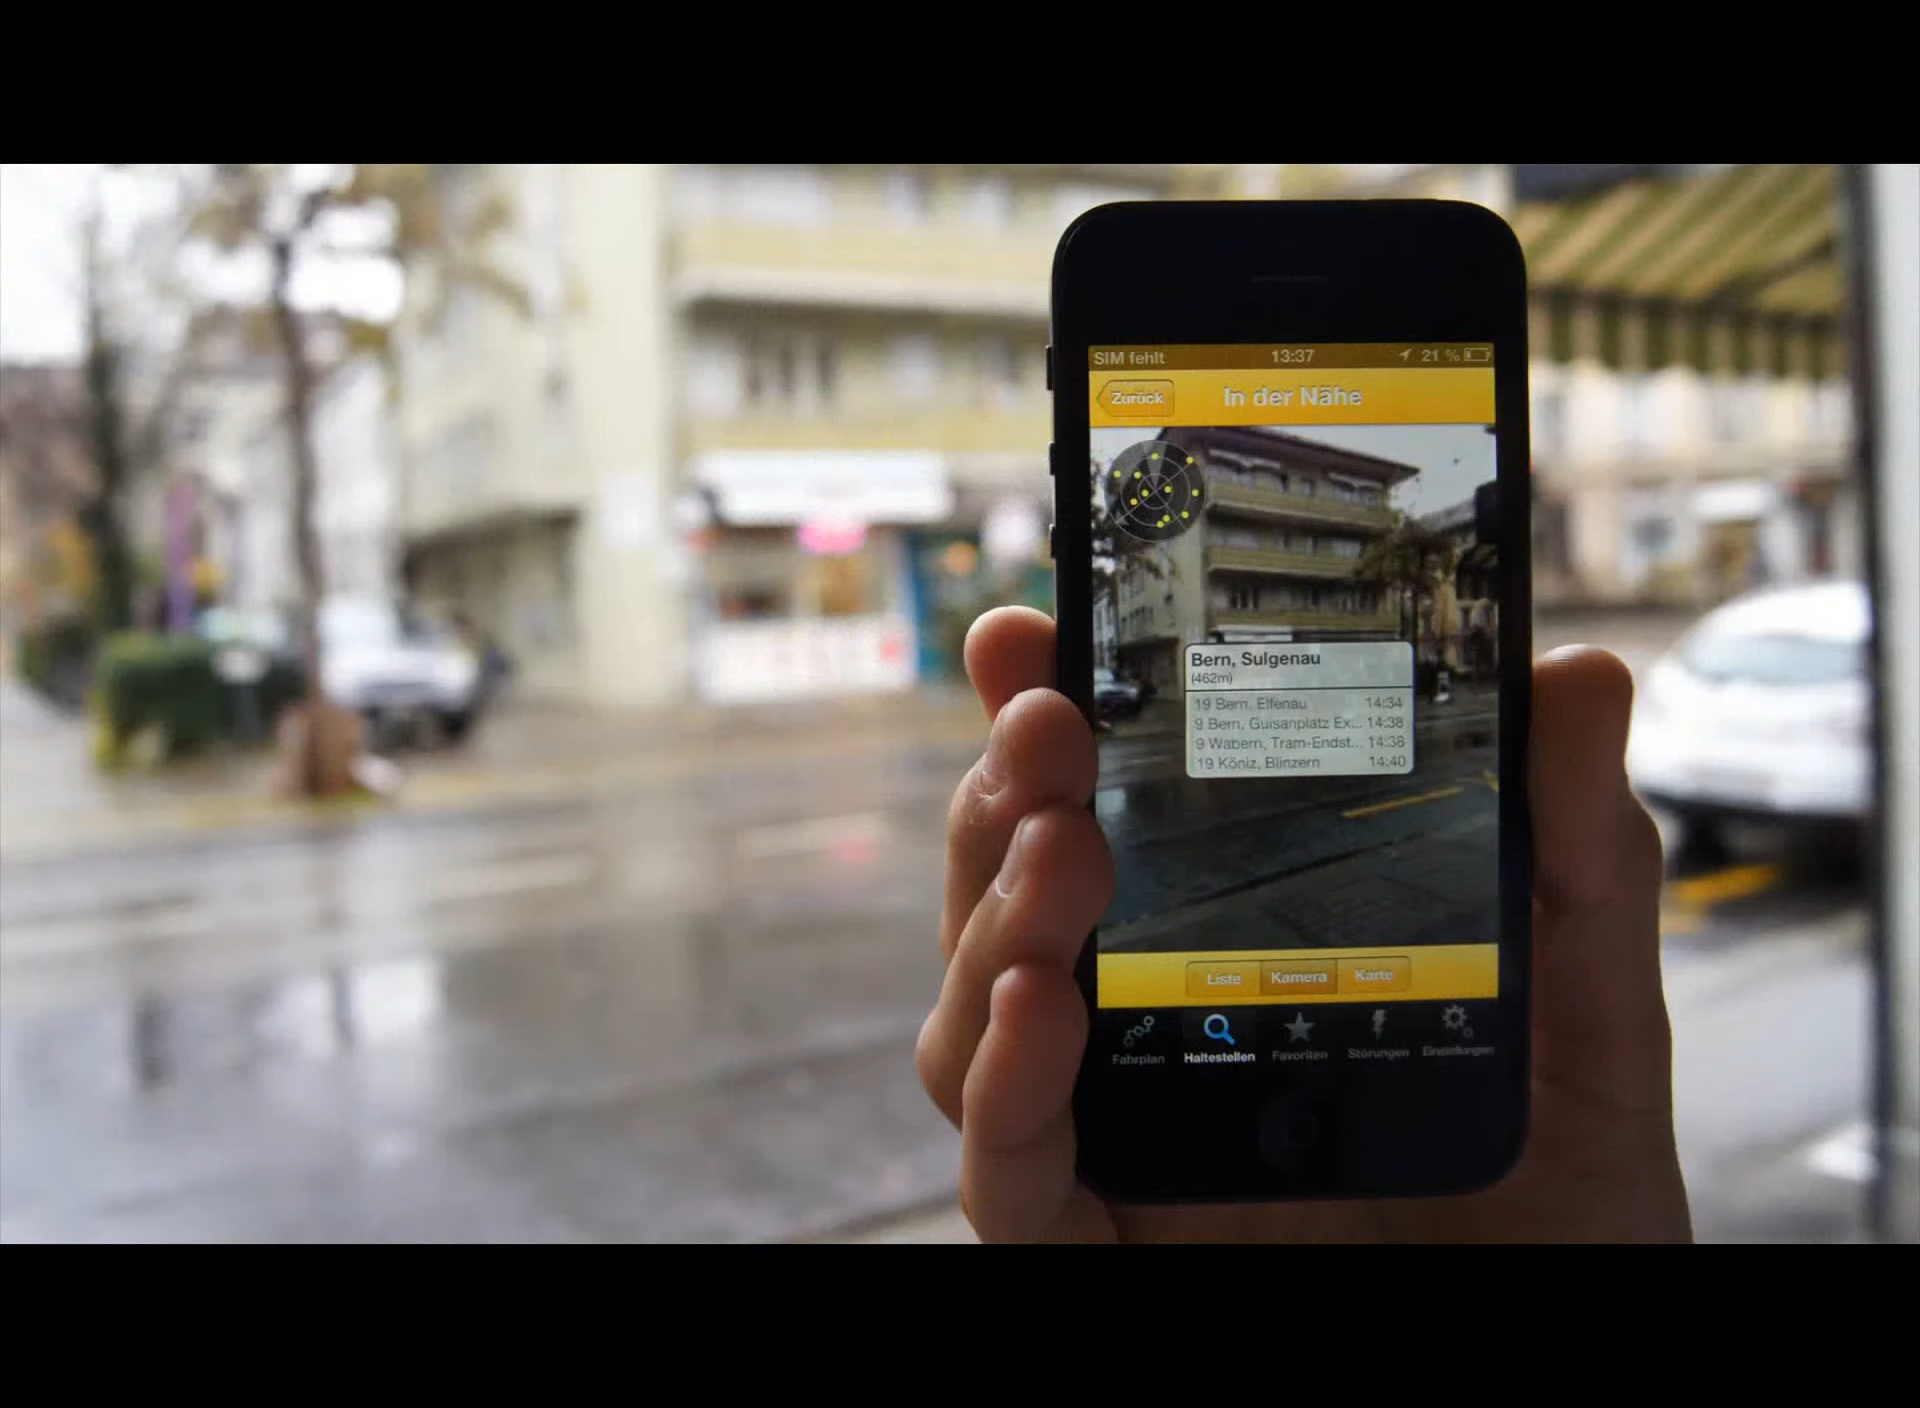 SIM fehlt 13:37 21 %
Zurück In der Nähe
Bern, Sulgenau
(462m)
19 Bern, Elfenau 14:34
9 Bern, Guisanplatz Ex... 14:38
9 Wabern, Tram-Endst... 14:38
19 Köniz, Blinzern 14:40
Liste Kamera Karte
Fahrplan Haltestellen Favoriten Störungen Einstellungen